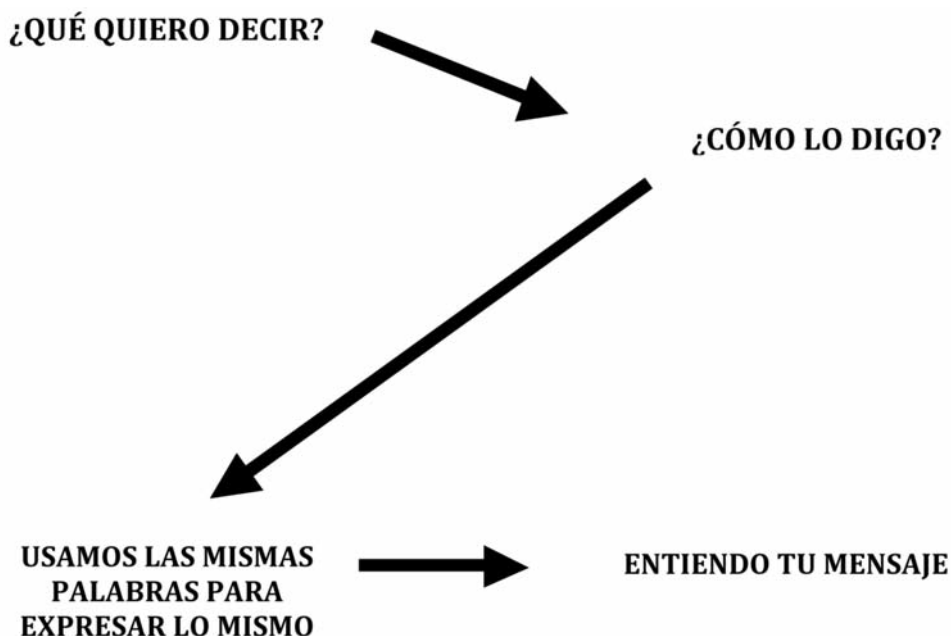 ¿QUÉ QUIERO DECIR?
¿CÓMO LO DIGO?
USAMOS LAS MISMAS
PALABRAS PARA
EXPRESAR LO MISMO
ENTIENDO TU MENSAJE